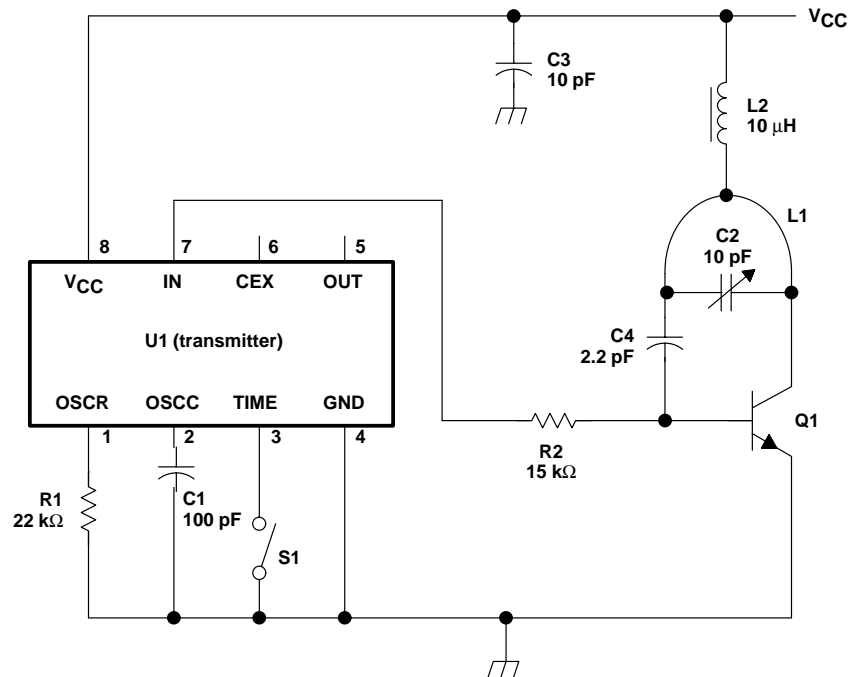 VCC
C3
10 pF
L2
10 μH
L1
C2
10 pF
8
7
6
5
VCC
IN
CEX
OUT
U1 (transmitter)
C4
2.2 pF
OSCR
OSCC
TIME
GND
1
2
3
4
Q1
R2
15 kΩ
R1
22 kΩ
C1
100 pF
S1